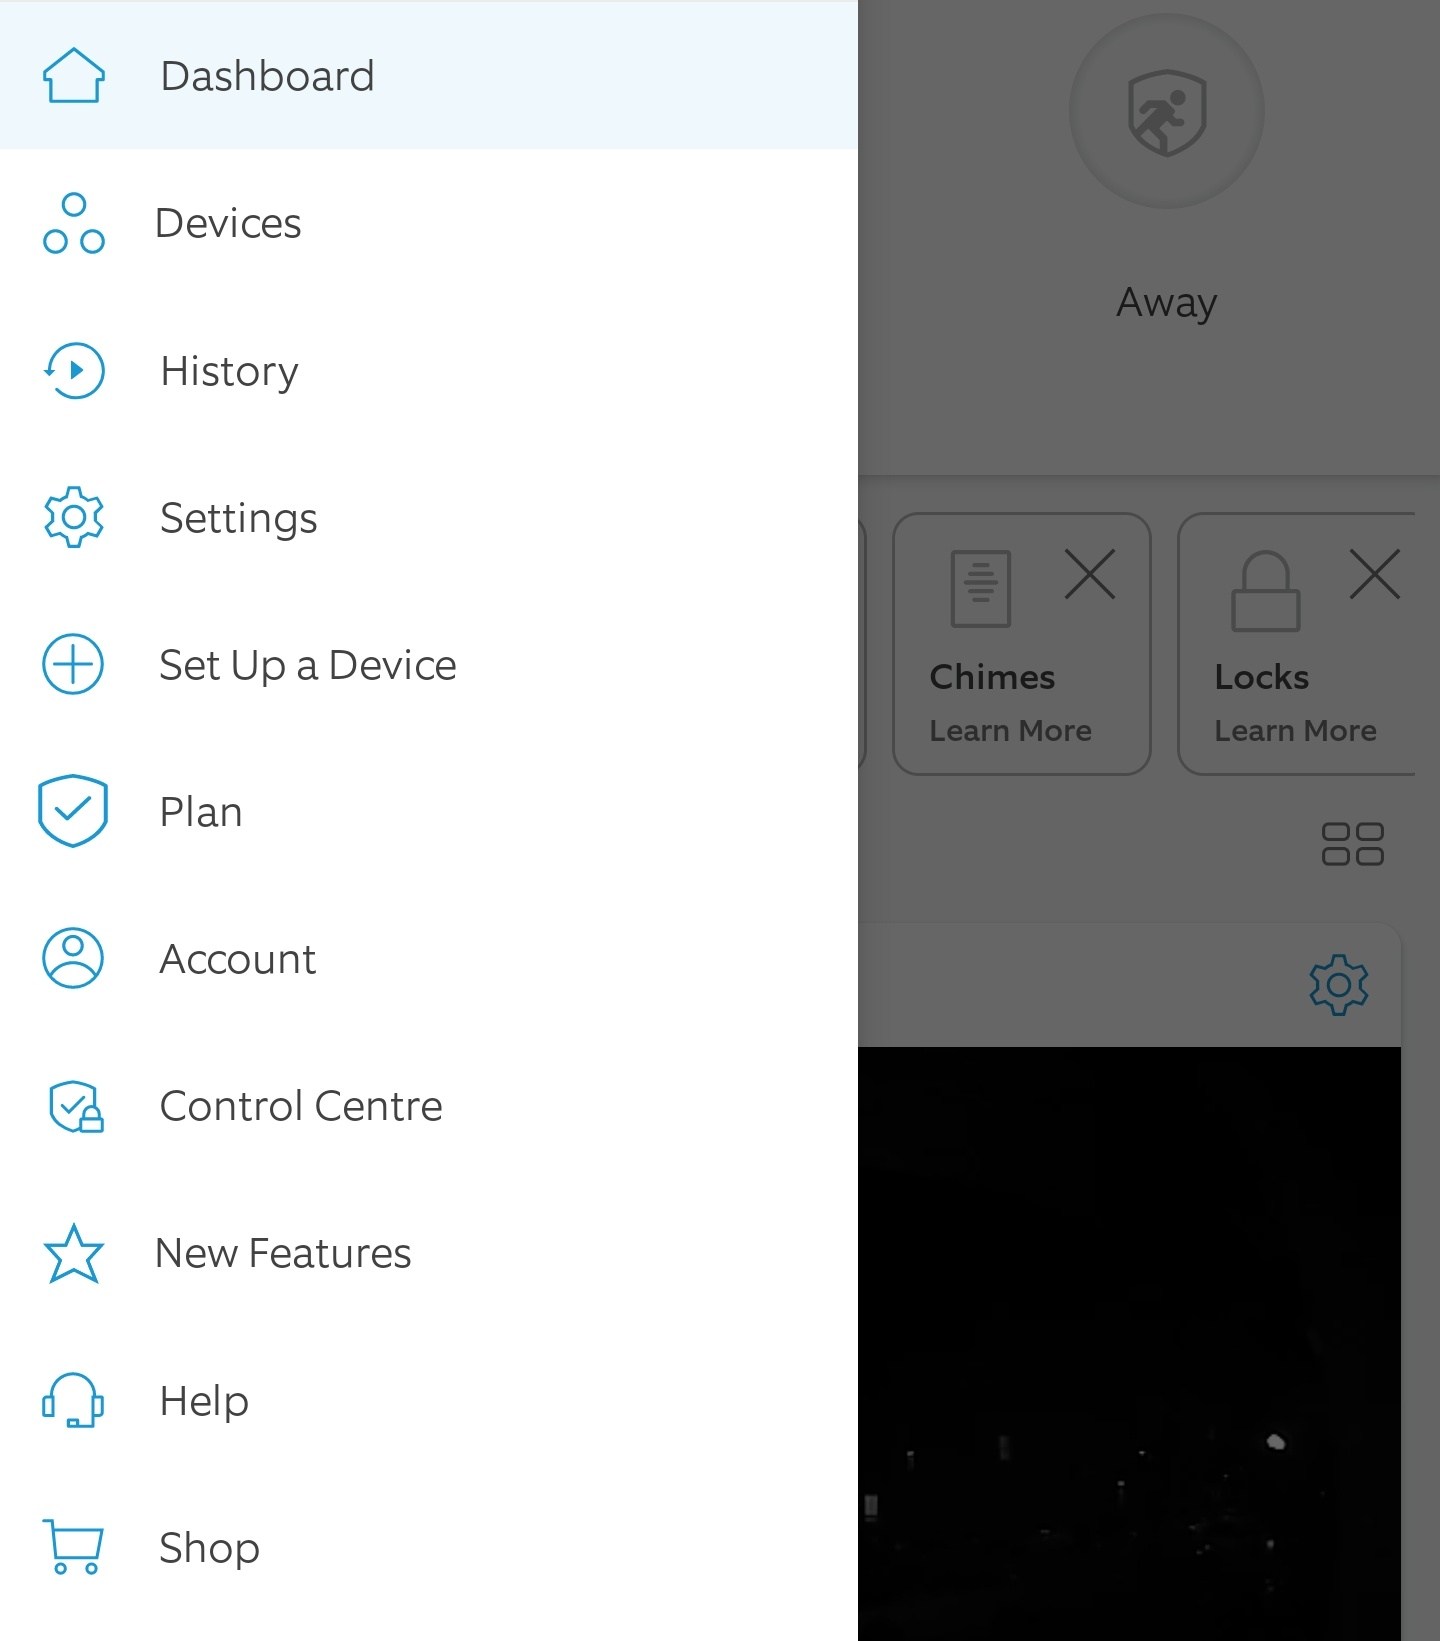 Dashboard
Devices
History
Settings
Set Up a Device
Plan
Account
Control Centre
New Features
Help
Shop
Away
Chimes
Learn More
Locks
Learn More